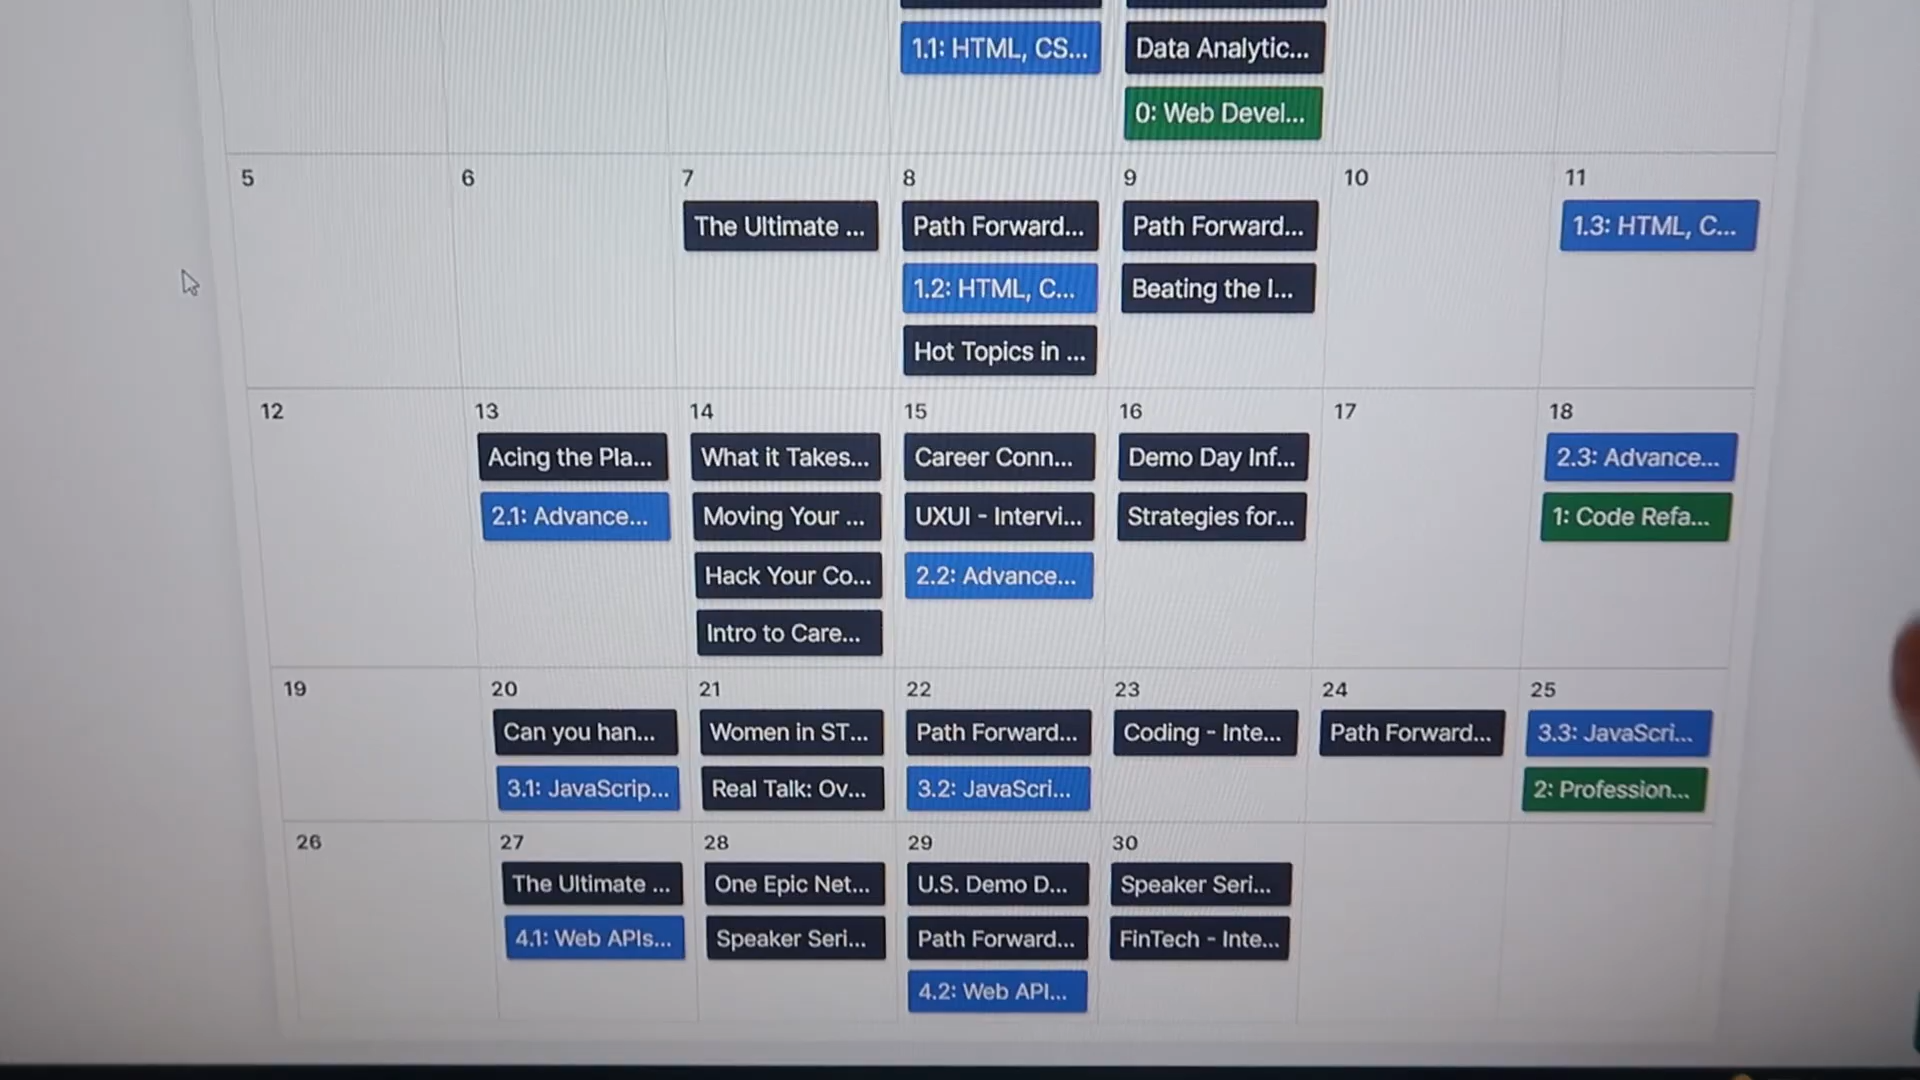 1.1: HTML, CS...
Data Analytic...
0: Web Devel...
5
6
7
8
9
10
11
The Ultimate ...
Path Forward...
Path Forward...
1.3: HTML, C...
1.2: HTML, C...
Beating the I...
Hot Topics in ...
12
13
14
15
16
17
18
Acing the Pla...
What it Takes...
Career Conn...
Demo Day Inf...
2.3: Advance...
2.1: Advance...
Moving Your ...
UXUI - Intervi...
Strategies for...
1: Code Refa...
Hack Your Co...
2.2: Advance...
Intro to Care...
19
20
21
22
23
24
25
Can you han...
Women in ST...
Path Forward...
Coding - Inte...
Path Forward...
3.3: JavaScri...
3.1: JavaScrip...
Real Talk: Ov...
3.2: JavaScri...
2: Profession...
26
27
28
29
30
The Ultimate ...
One Epic Net...
U.S. Demo D...
Speaker Seri...
4.1: Web APIs...
Speaker Seri...
Path Forward...
FinTech - Inte...
4.2: Web API...